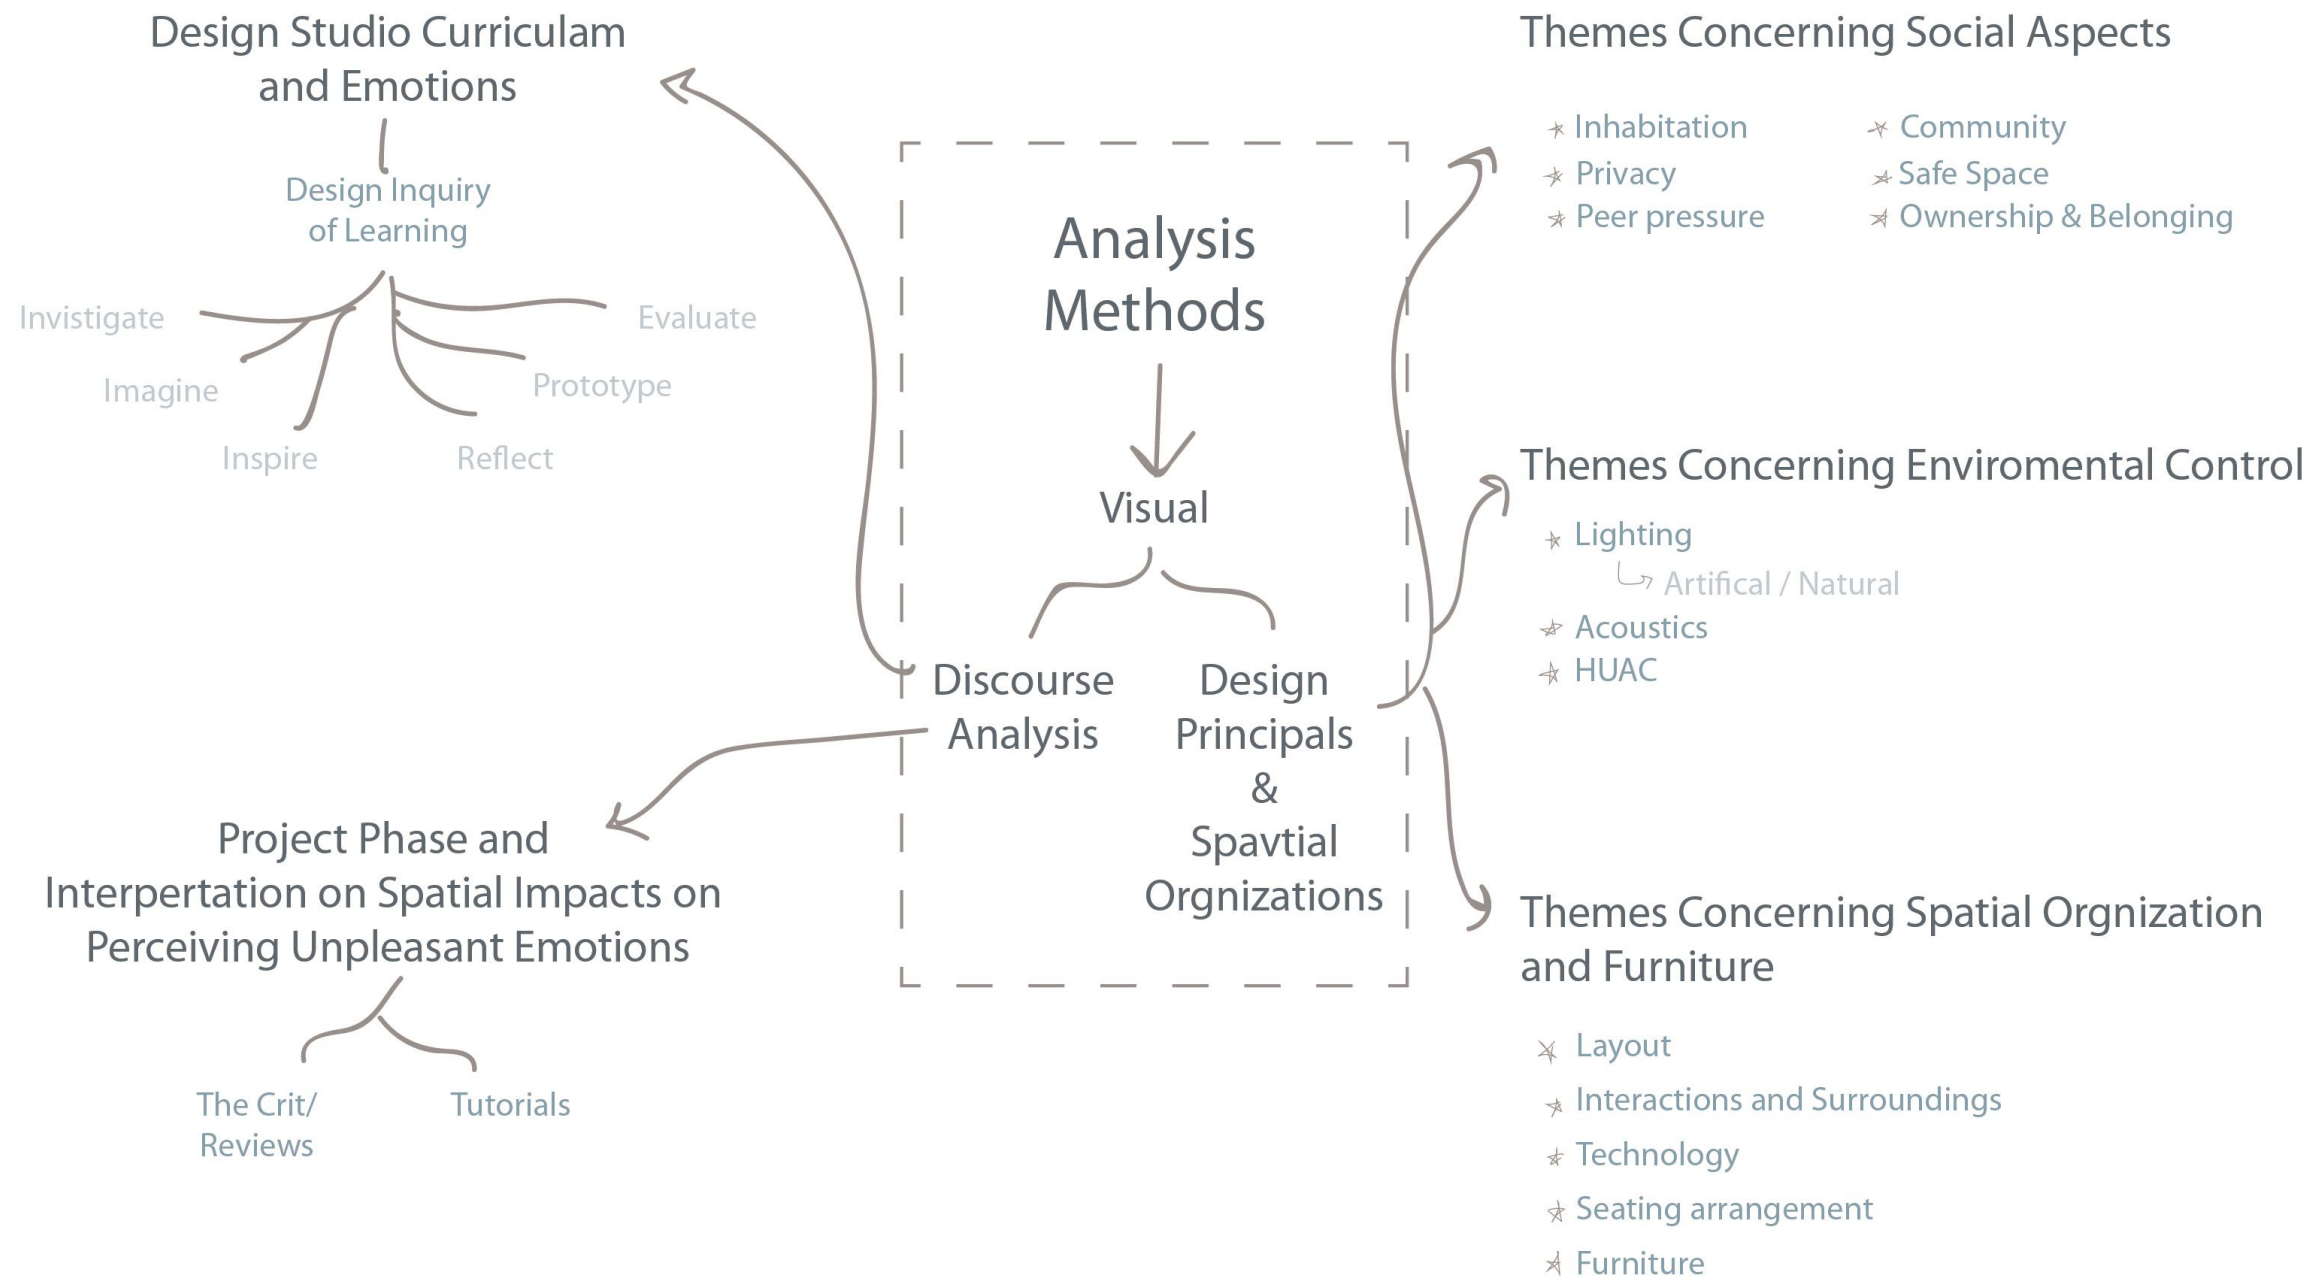 Design Studio Curriculam
and Emotions
Design Inquiry
of Learning
Invistigate
Imagine
Inspire
Reflect
Prototype
Evaluate
Analysis
Methods
Visual
Discourse
Analysis
Design
Principals
&
Spavtial
Orgnizations
Project Phase and
Interpertation on Spatial Impacts on
Perceiving Unpleasant Emotions
The Crit/
Reviews
Tutorials
Themes Concerning Social Aspects
Inhabitation
Privacy
Peer pressure
Community
Safe Space
Ownership & Belonging
Themes Concerning Enviromental Control
Lighting
Artifical / Natural
Acoustics
HUAC
Themes Concerning Spatial Orgnization
and Furniture
Layout
Interactions and Surroundings
Technology
Seating arrangement
Furniture